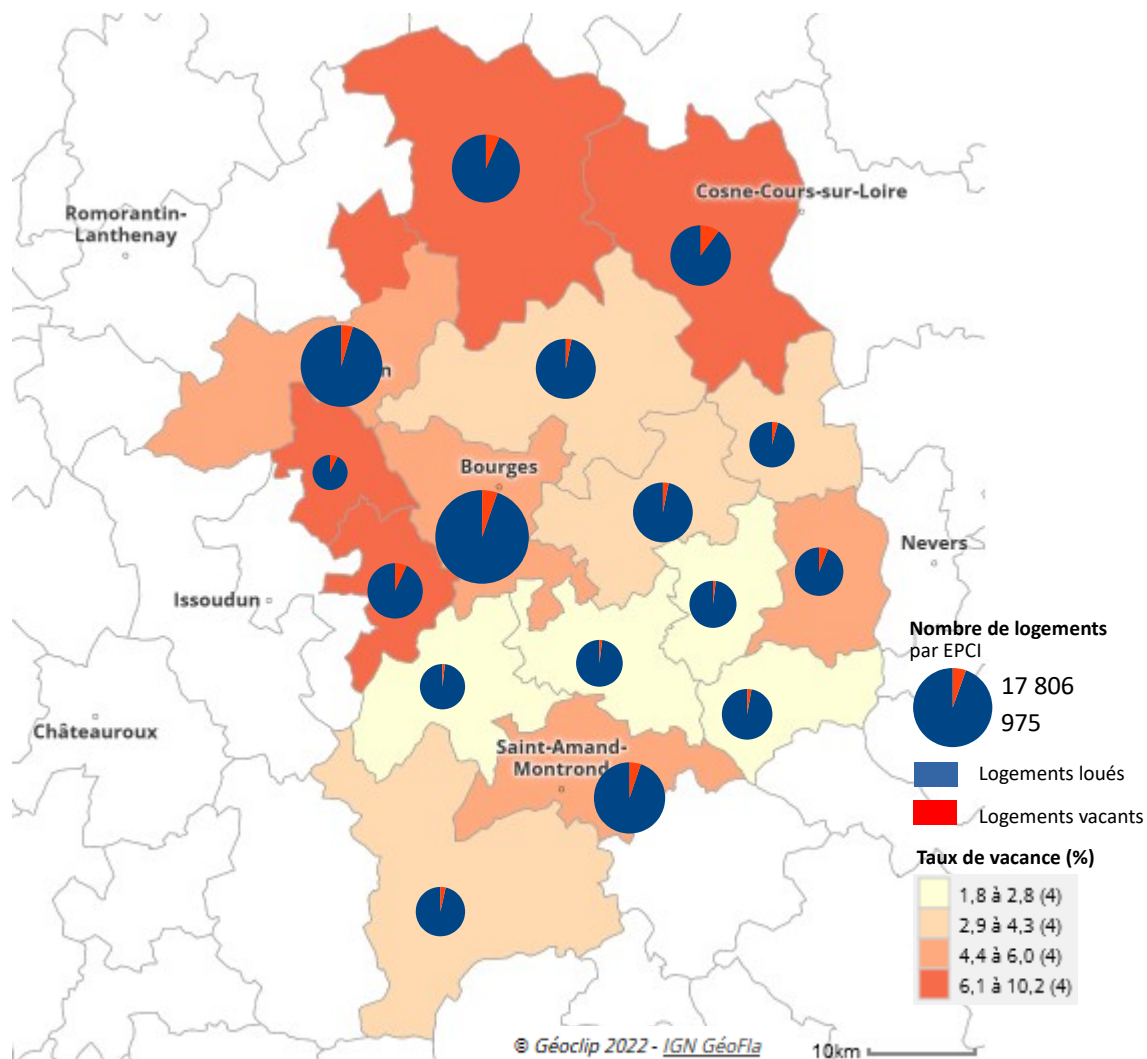 Cosne-Cours-sur-Loire
Romorantin-
Lanthenay
n
Bourges
Nevers
Issoudun
Châteauroux
Saint-Amand-
Montrond
Nombre de logements
par EPCI
17 806
975
Logements loués
Logements vacants
Taux de vacance (%)
1,8 à 2,8 (4)
2,9 à 4,3 (4)
4,4 à 6,0 (4)
6,1 à 10,2 (4)
© Géoclip 2022 - IGN GéoFla
10km